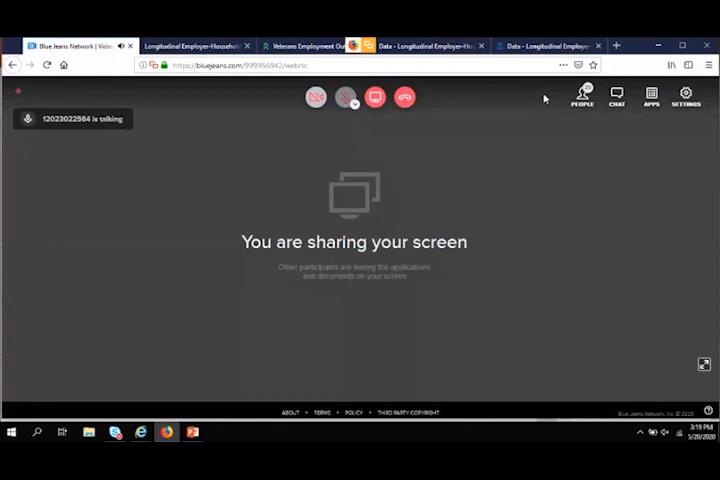 Blue Jeans Network | Video
Longitudinal Employer-Househol
Veterans Employment Out
Data - Longitudinal Employer-Hou
Data - Longitudinal Employer
https://bluejeans.com/999956942/webrtc
PEOPLE
CHAT
APPS
SETTINGS
12023022564 is talking
You are sharing your screen
Other participants are seeing the applications
and documents on your screen
ABOUT • TERMS • POLICY • THIRD PARTY COPYRIGHT
Blue Jeans Network, Inc. © 2020
3:19 PM
5/20/2020